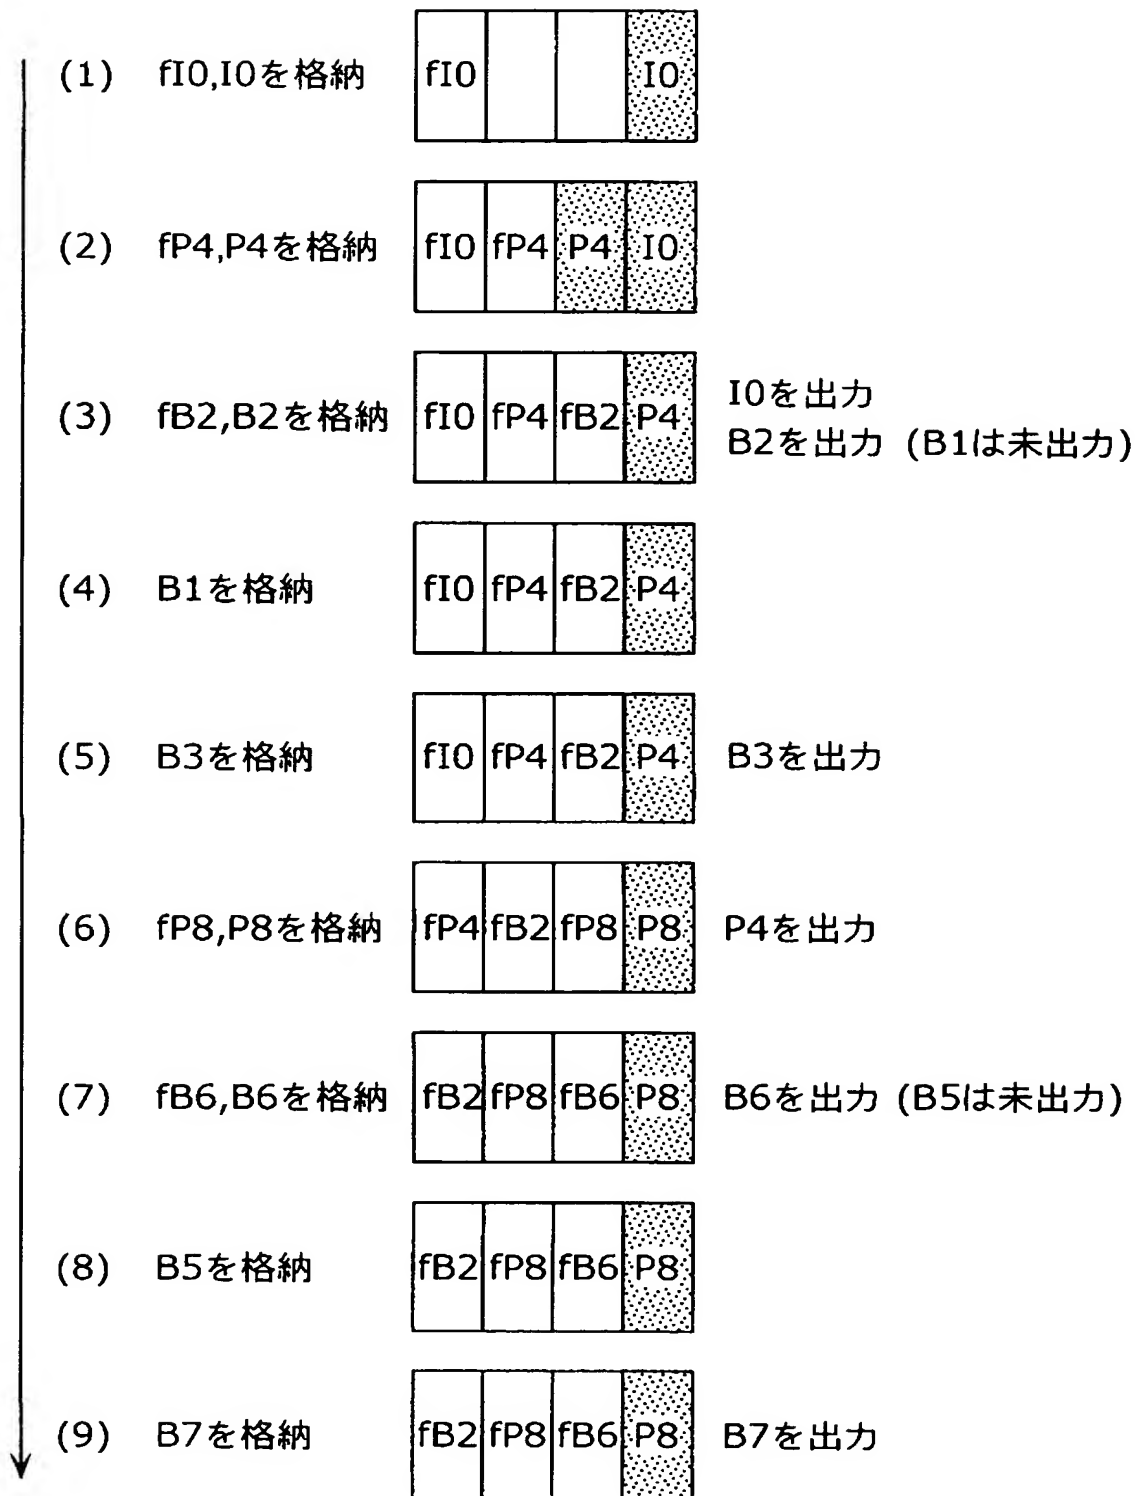 (1) fI0,I0を格納 fI0 I0
(2) fP4,P4を格納 fI0 fP4 P4 I0
(3) fB2,B2を格納 fI0 fP4 fB2 P4 I0を出力
B2を出力 (B1は未出力)
(4) B1を格納 fI0 fP4 fB2 P4
(5) B3を格納 fI0 fP4 fB2 P4 B3を出力
(6) fP8,P8を格納 fP4 fB2 fP8 P8 P4を出力
(7) fB6,B6を格納 fB2 fP8 fB6 P8 B6を出力 (B5は未出力)
(8) B5を格納 fB2 fP8 fB6 P8
(9) B7を格納 fB2 fP8 fB6 P8 B7を出力